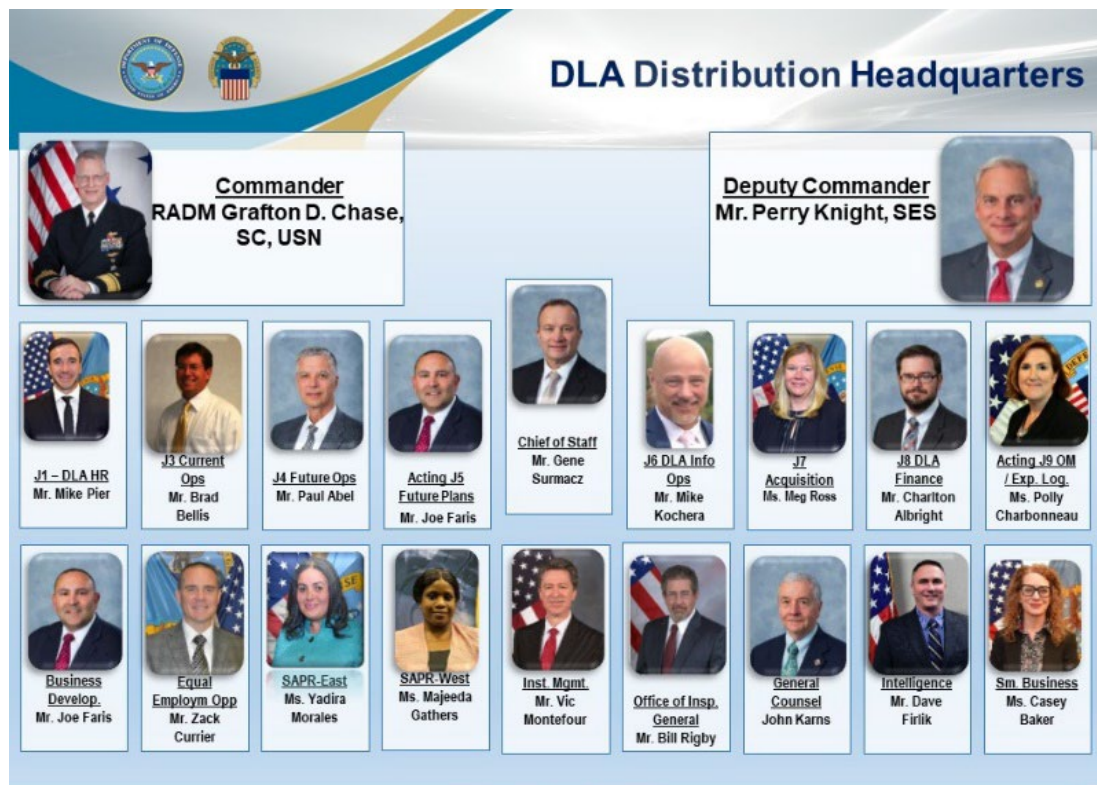 DLA Distribution Headquarters
Commander
RADM Grafton D. Chase,
SC, USN
Deputy Commander
Mr. Perry Knight, SES
J1 – DLA HR
Mr. Mike Pier
J3 Current
Ops
Mr. Brad
Bellis
J4 Future Ops
Mr. Paul Abel
Acting J5
Future Plans
Mr. Joe Faris
Chief of Staff
Mr. Gene
Surmacz
J6 DLA Info
Ops
Mr. Mike
Kochera
J7
Acquisition
Ms. Meg Ross
J8 DLA
Finance
Mr. Charlton
Albright
Acting J9 OM
/ Exp. Log.
Ms. Polly
Charbonneau
Business
Develop.
Mr. Joe Faris
Equal
Employm Opp
Mr. Zack
Currier
SAPR-East
Ms. Yadira
Morales
SAPR-West
Ms. Majeeda
Gathers
Inst. Mgmt.
Mr. Vic
Montefour
Office of Insp.
General
Mr. Bill Rigby
General
Counsel
John Karns
Intelligence
Mr. Dave
Firlik
Sm. Business
Ms. Casey
Baker